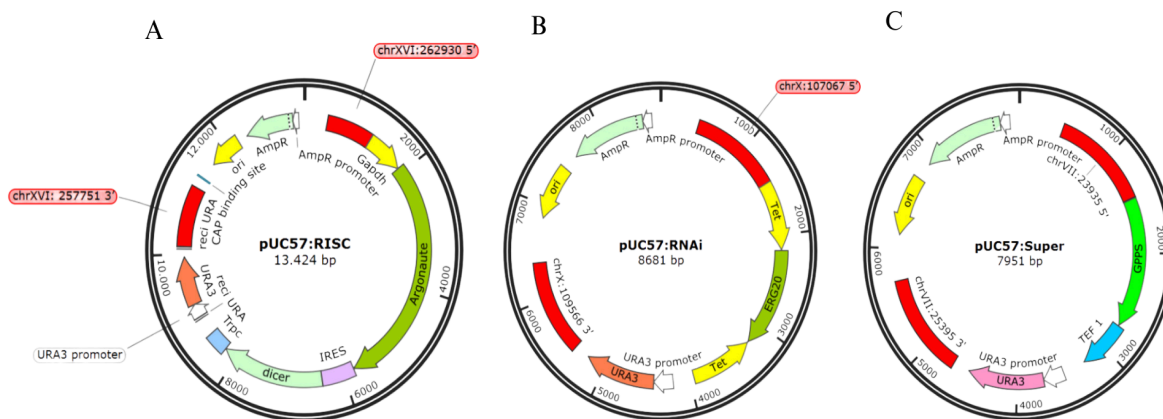 A
chrXVI:262930 5'
AmpR
AmpR promoter
Gapdh
2000
Argonaute
4000
IRES
6000
dicer
8000
Trpc
URA3 promoter
reci URA
URA3
10.000
reci URA
chrXVI: 257751 3'
CAP binding site
ori
12.000
pUC57:RISC
13.424 bp
B
chrX:107067 5'
AmpR
AmpR promoter
1000
Tet
2000
ERG20
3000
Tet
4000
URA3 promoter
URA3
5000
chrX:109566 3'
6000
7000
ori
8000
pUC57:RNAi
8681 bp
C
AmpR
AmpR promoter
1000
chrVII:23935 5'
2000
GPPS
TEF 1
3000
URA3 promoter
URA3
4000
5000
chrVII:25395 3'
6000
ori
7000
pUC57:Super
7951 bp